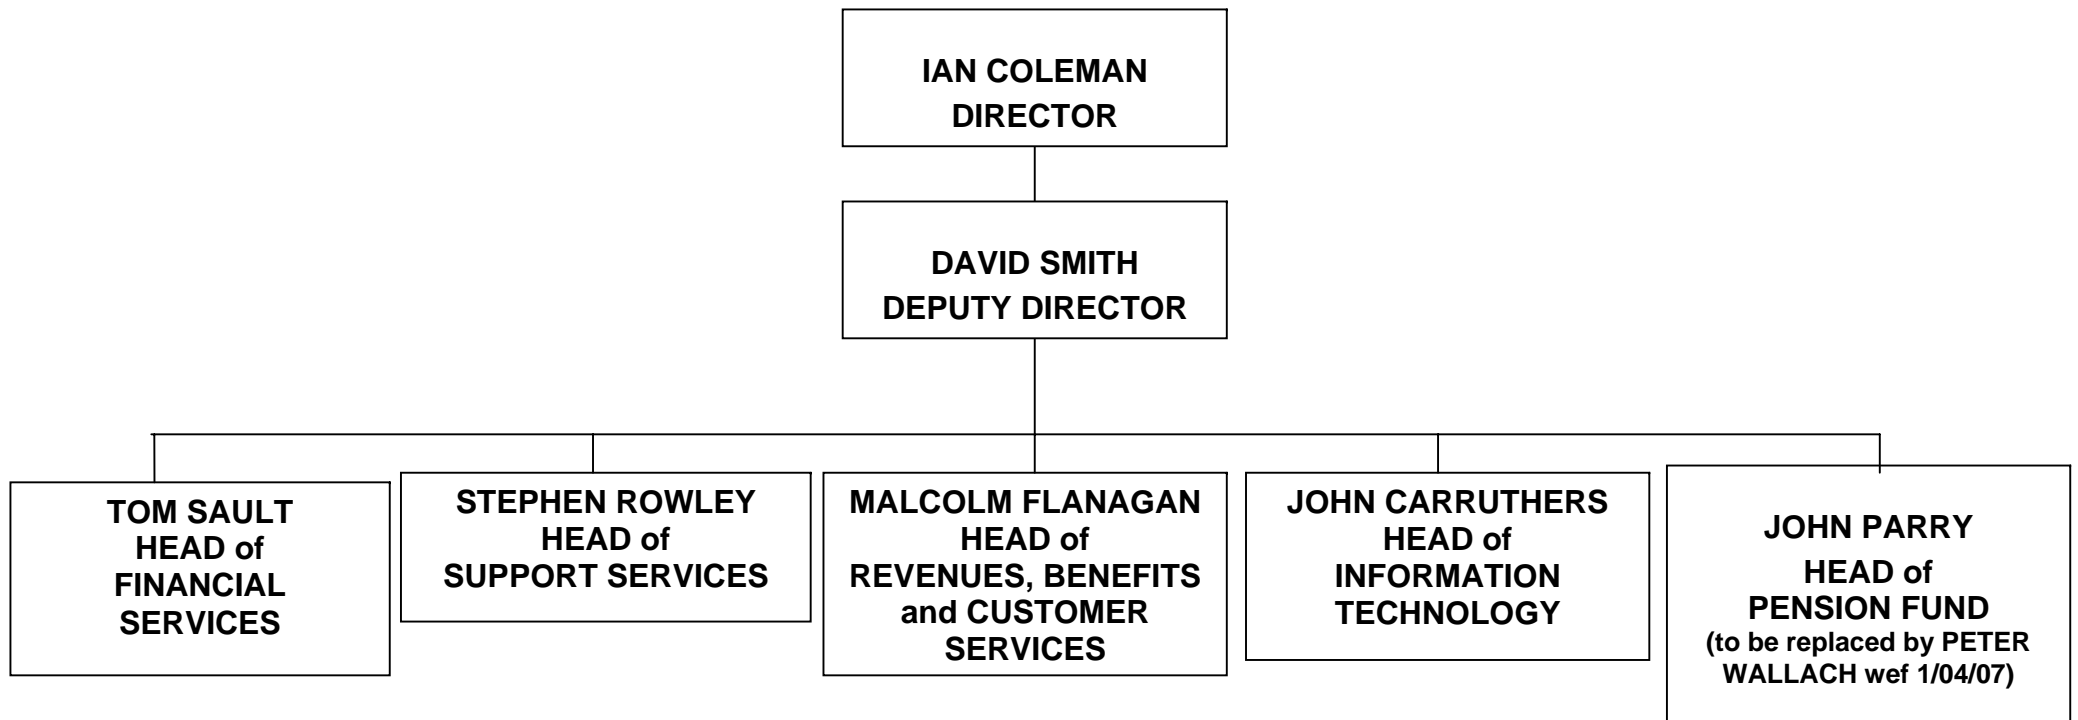 IAN COLEMAN
DIRECTOR
DAVID SMITH
DEPUTY DIRECTOR
TOM SAULT
HEAD of
FINANCIAL
SERVICES
STEPHEN ROWLEY
HEAD of
SUPPORT SERVICES
MALCOLM FLANAGAN
HEAD of
REVENUES, BENEFITS
and CUSTOMER
SERVICES
JOHN CARRUTHERS
HEAD of
INFORMATION
TECHNOLOGY
JOHN PARRY
HEAD of
PENSION FUND
(to be replaced by PETER
WALLACH wef 1/04/07)